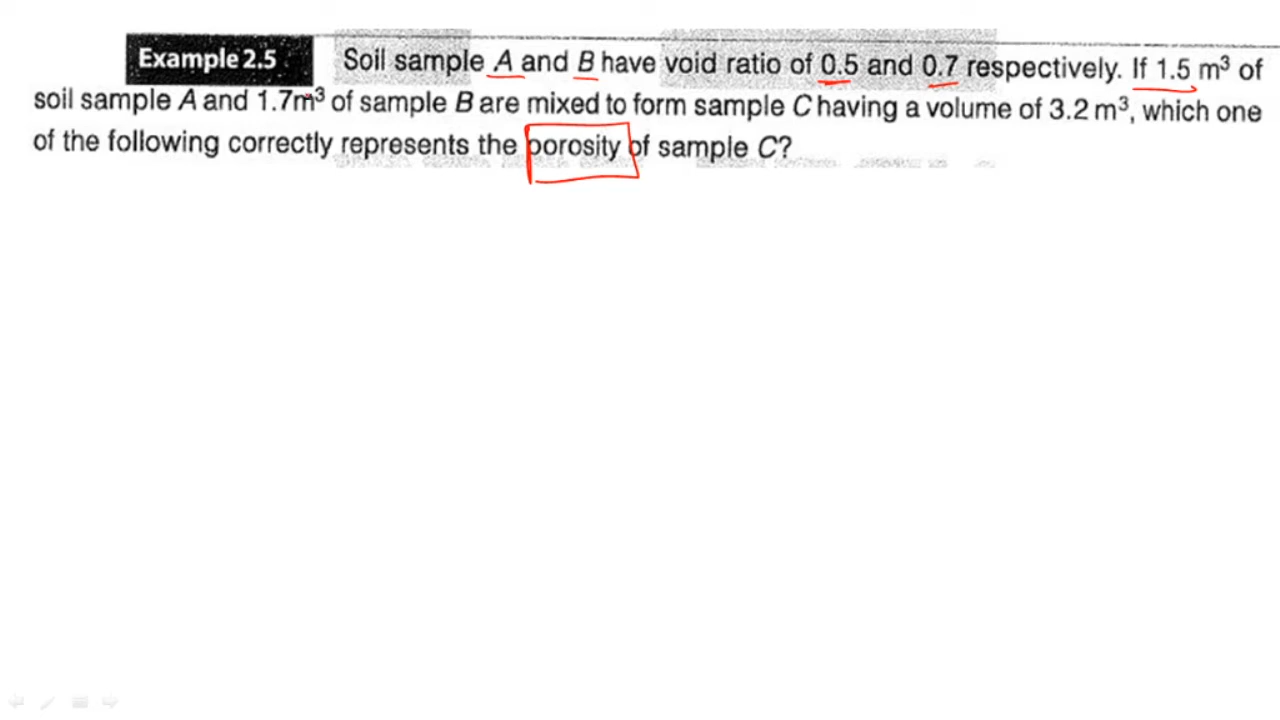 Example 2.5 Soil sample A and B have void ratio of 0.5 and 0.7 respectively. If 1.5 m³ of
soil sample A and 1.7m³ of sample B are mixed to form sample C having a volume of 3.2 m³, which one
of the following correctly represents the porosity of sample C?